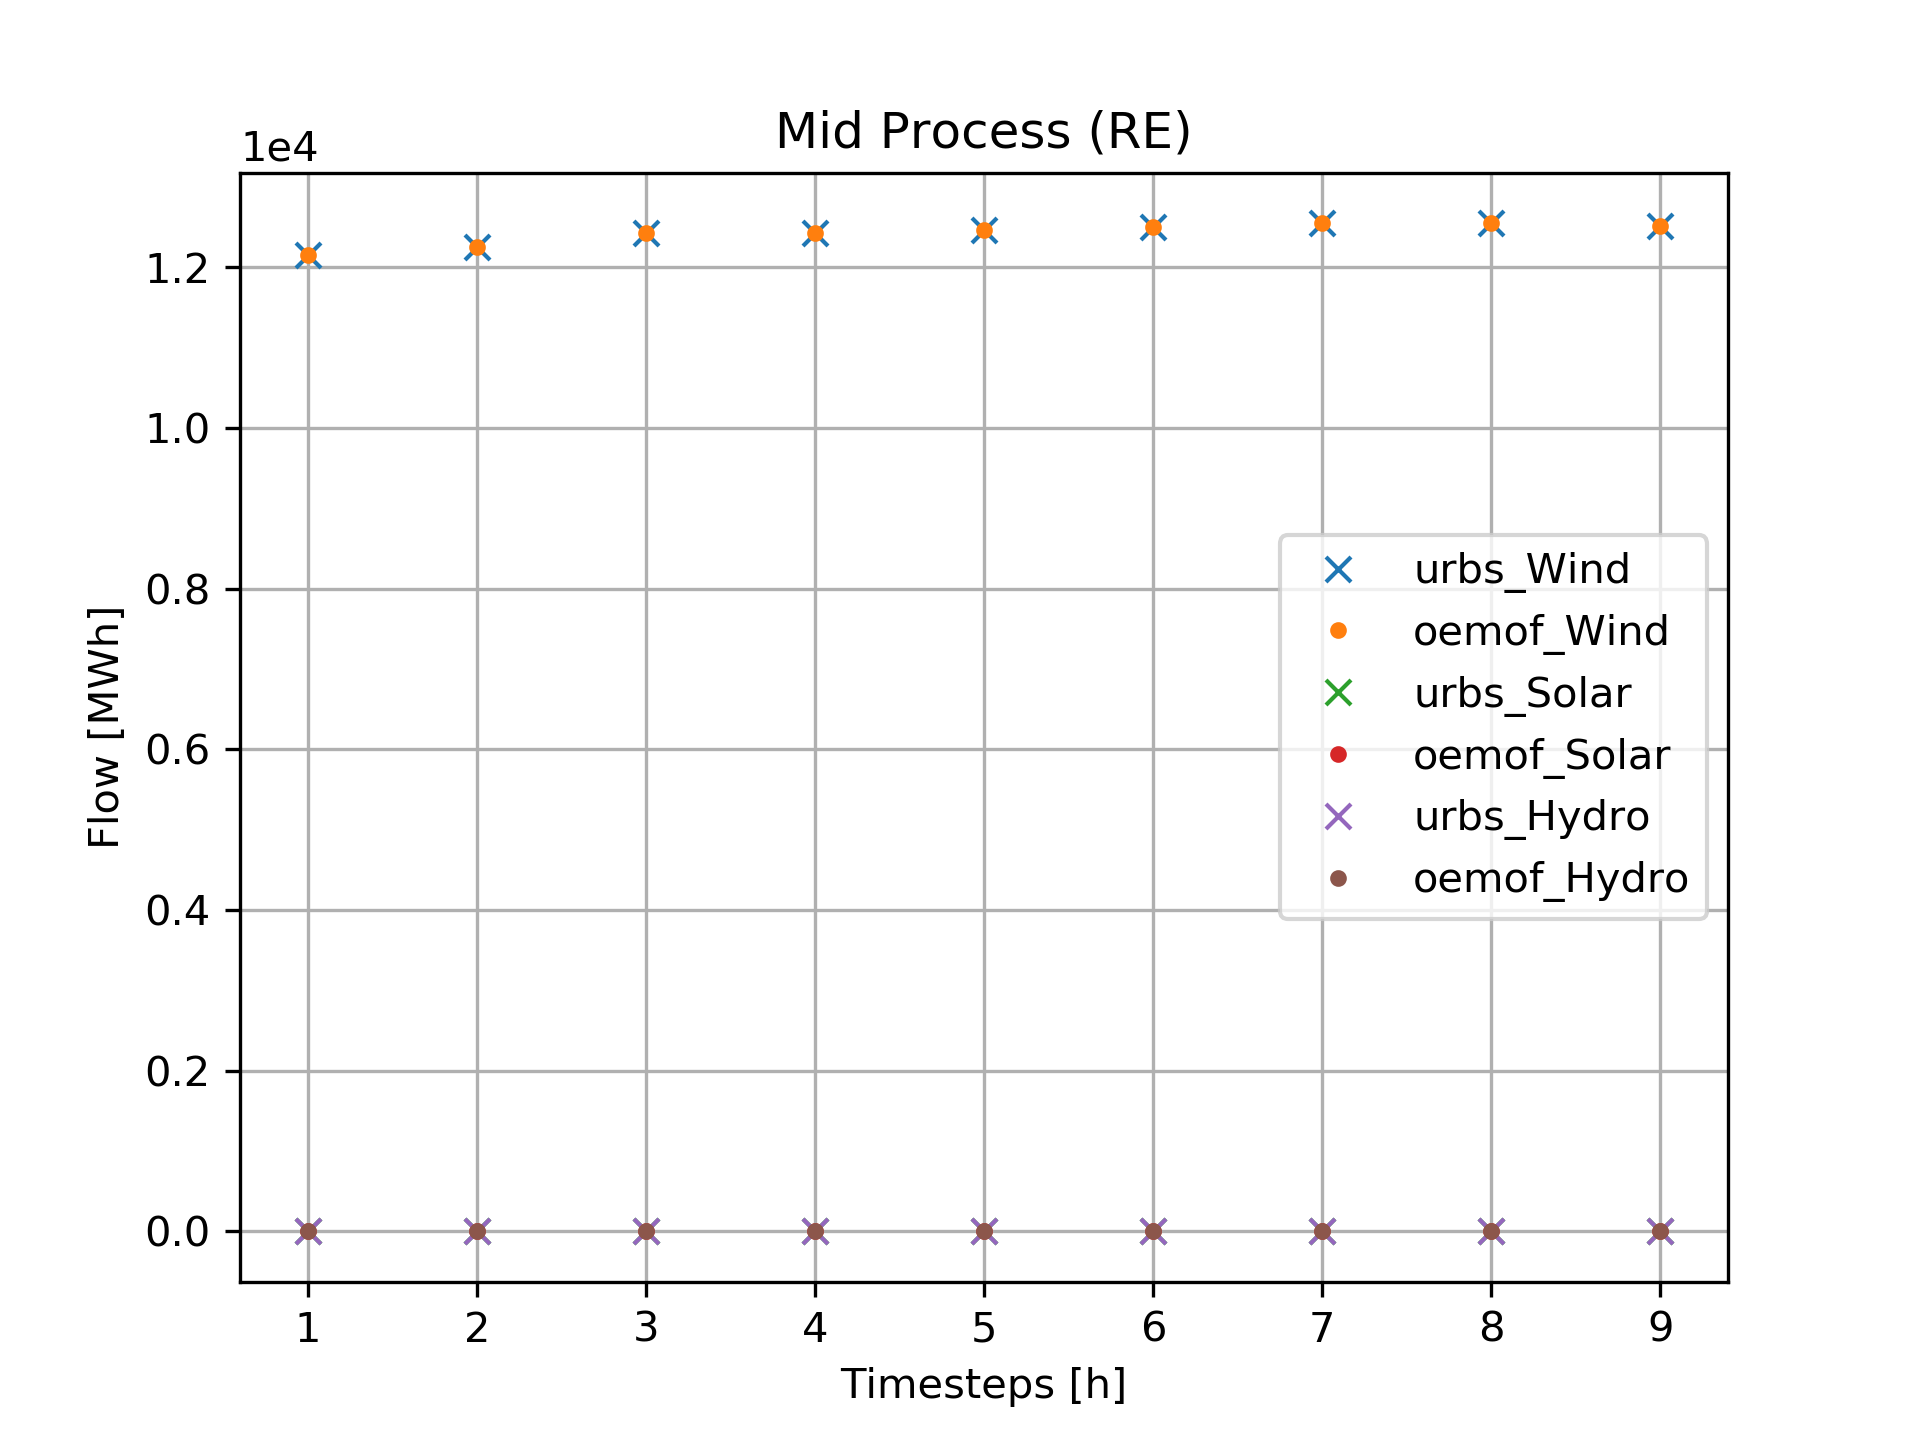 Mid Process (RE)
1e4
1.2
1.0
0.8
0.6
0.4
0.2
0.0
Flow [MWh]
urbs_Wind
oemof_Wind
urbs_Solar
oemof_Solar
urbs_Hydro
oemof_Hydro
1 2 3 4 5 6 7 8 9
Timesteps [h]